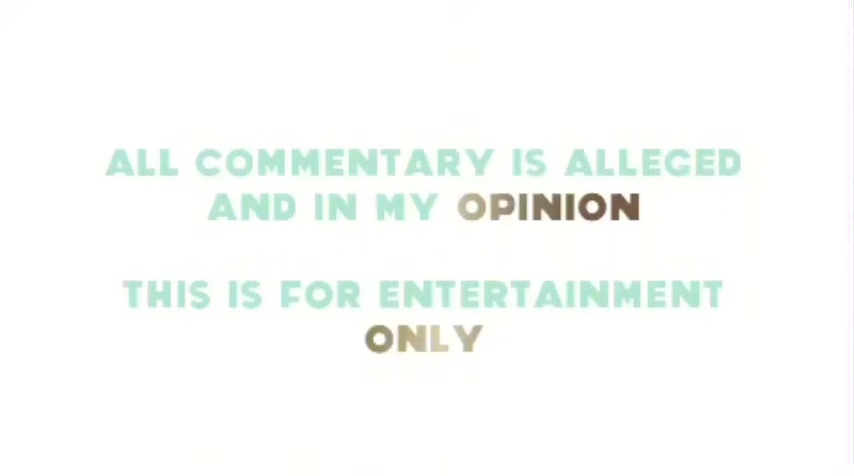 ALL COMMENTARY IS ALLEGED
AND IN MY OPINION
THIS IS FOR ENTERTAINMENT
ONLY